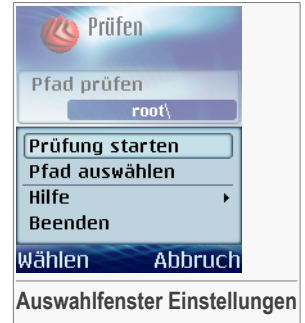 Prüfen
Pfad prüfen
root\
Prüfung starten
Pfad auswählen
Hilfe
Beenden
Wählen Abbruch
Auswahlfenster Einstellungen